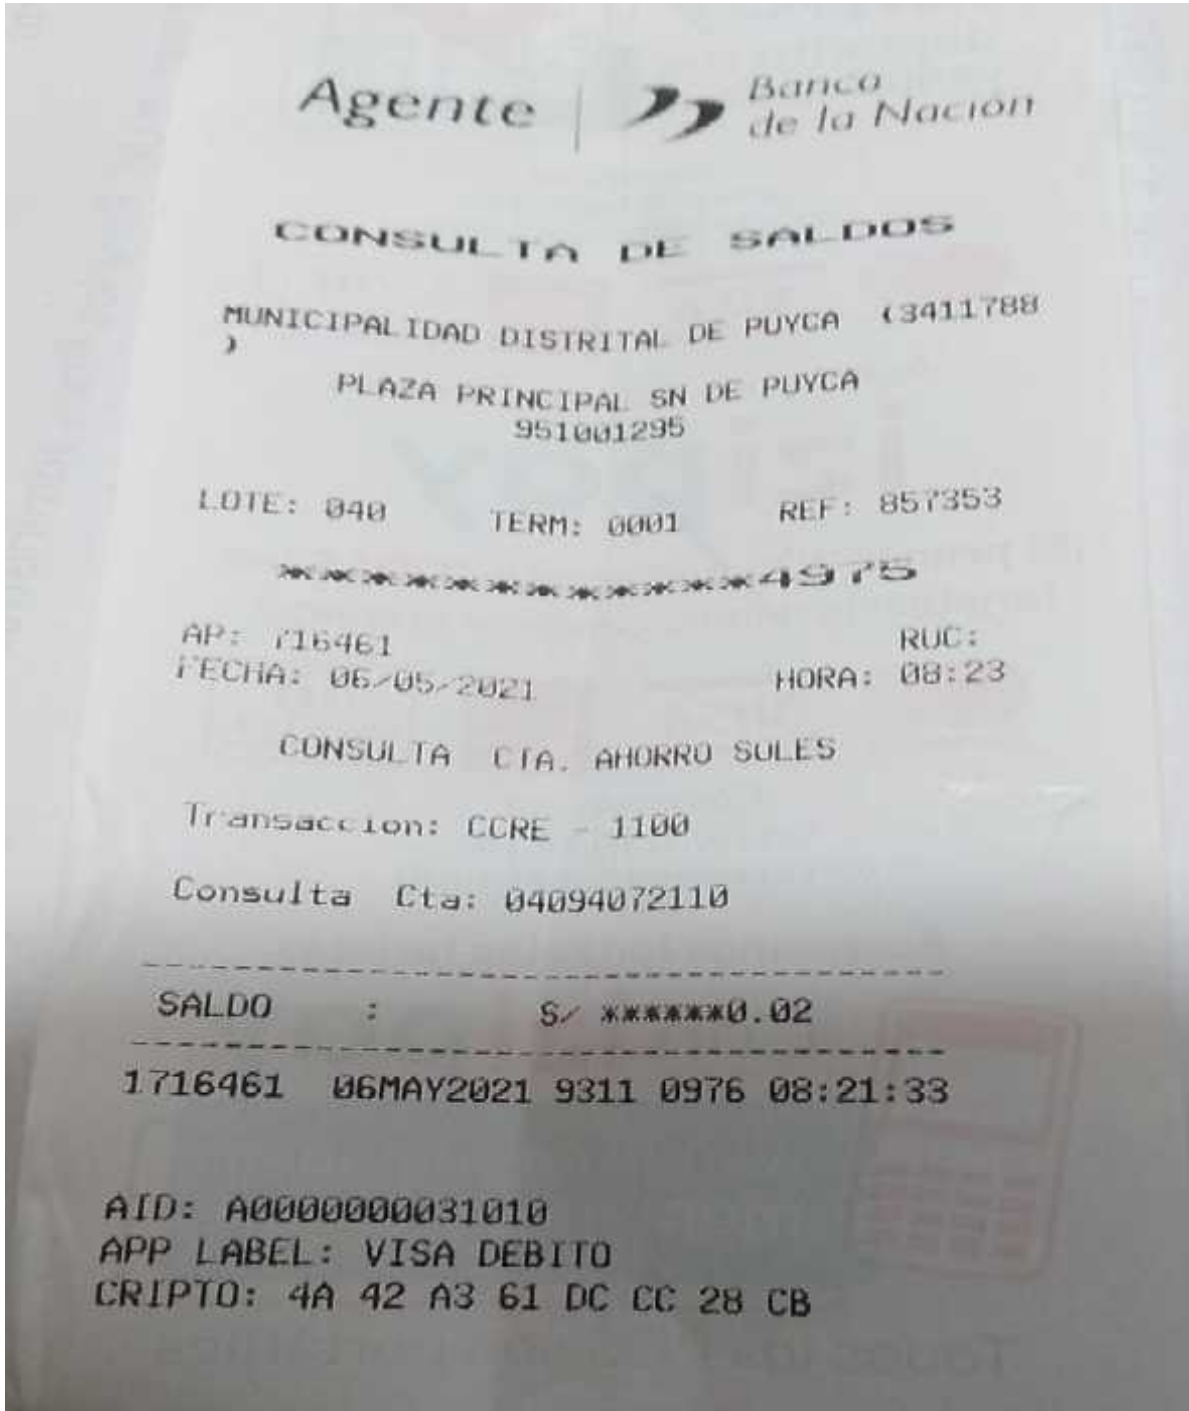 Agente | Banco de la Nación
CONSULTA DE SALDOS
MUNICIPALIDAD DISTRITAL DE PUYCA (3411788
)
PLAZA PRINCIPAL SN DE PUYCA
951001295
LOTE: 040 TERM: 0001 REF: 857353
************4975
AP: 716461 RUC:
FECHA: 06/05/2021 HORA: 08:23
CONSULTA CTA. AHORRO SOLES
Transaccion: CCRE - 1100
Consulta Cta: 04094072110
SALDO : S/ ******0.02
1716461 06MAY2021 9311 0976 08:21:33
AID: A0000000031010
APP LABEL: VISA DEBITO
CRIPTO: 4A 42 A3 61 DC CC 28 CB